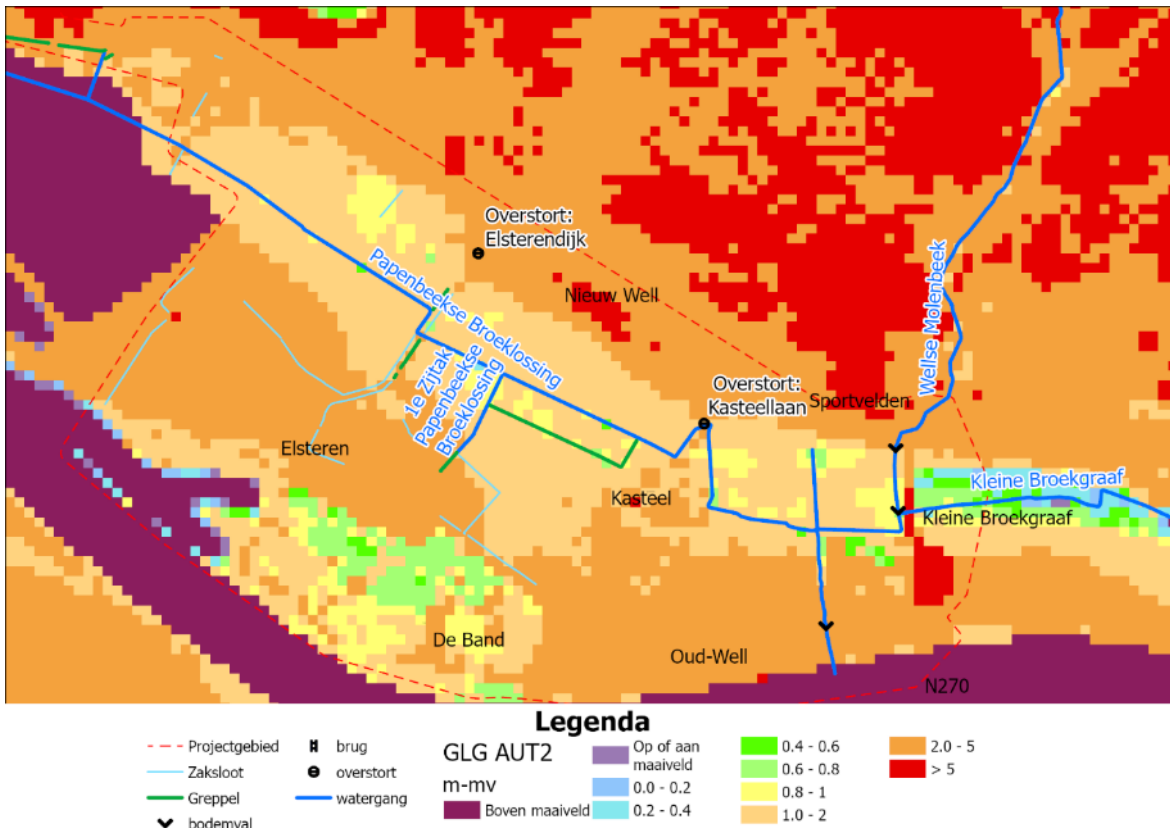 Overstort:
Elsterendijk
Papenbeekse Broeklossing
Nieuw Well
Wellse Molenbeek
1e Zijtak
Papenbeekse
Broeklossing
Overstort:
Kasteellaan
Sportvelden
Elsteren
Kasteel
Kleine Broekgraaf
Kleine Broekgraaf
De Band
Oud-Well
N270
Legenda
Projectgebied
Zaksloot
Greppel
bodemval
brug
overstort
watergang
GLG AUT2
m-mv
Boven maaiveld
Op of aan
maaiveld
0.0 - 0.2
0.2 - 0.4
0.4 - 0.6
0.6 - 0.8
0.8 - 1
1.0 - 2
2.0 - 5
> 5